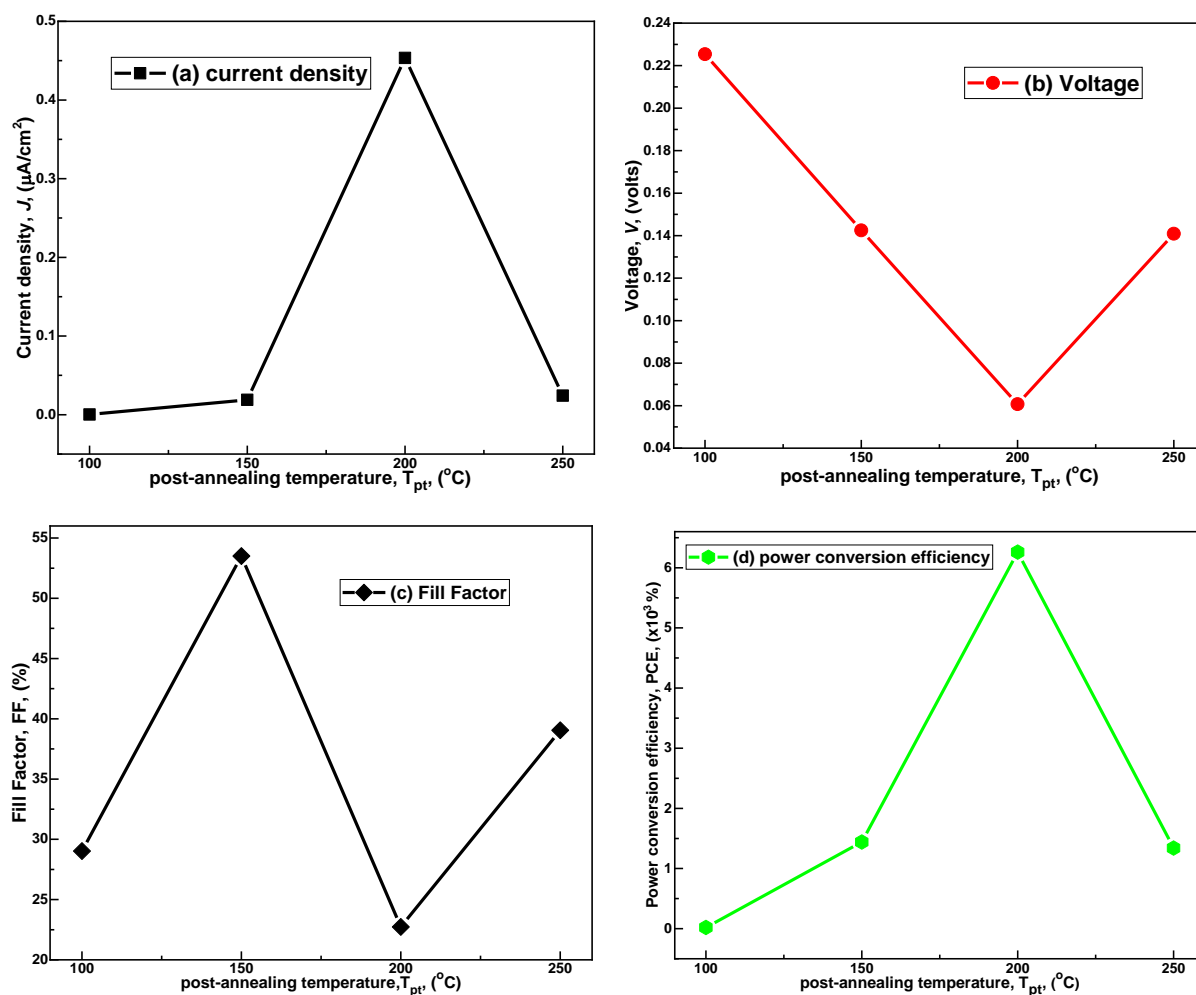 0.5
(a) current density
0.4
0.3
0.2
0.1
0.0
Current density, J, (μA/cm²)
100 150 200 250
post-annealing temperature, Tpt, (°C)
0.24
0.22
(b) Voltage
0.20
0.18
0.16
0.14
0.12
0.10
0.08
0.06
0.04
Voltage, V, (volts)
100 150 200 250
post-annealing temperature, Tpt, (°C)
55
50
(c) Fill Factor
45
40
35
30
25
20
Fill Factor, FF, (%)
100 150 200 250
post-annealing temperature,Tpt, (°C)
(d) power conversion efficiency
6
5
4
3
2
1
0
Power conversion efficiency, PCE, (x10³ %)
100 150 200 250
post-annealing temperature, Tpt, (°C)